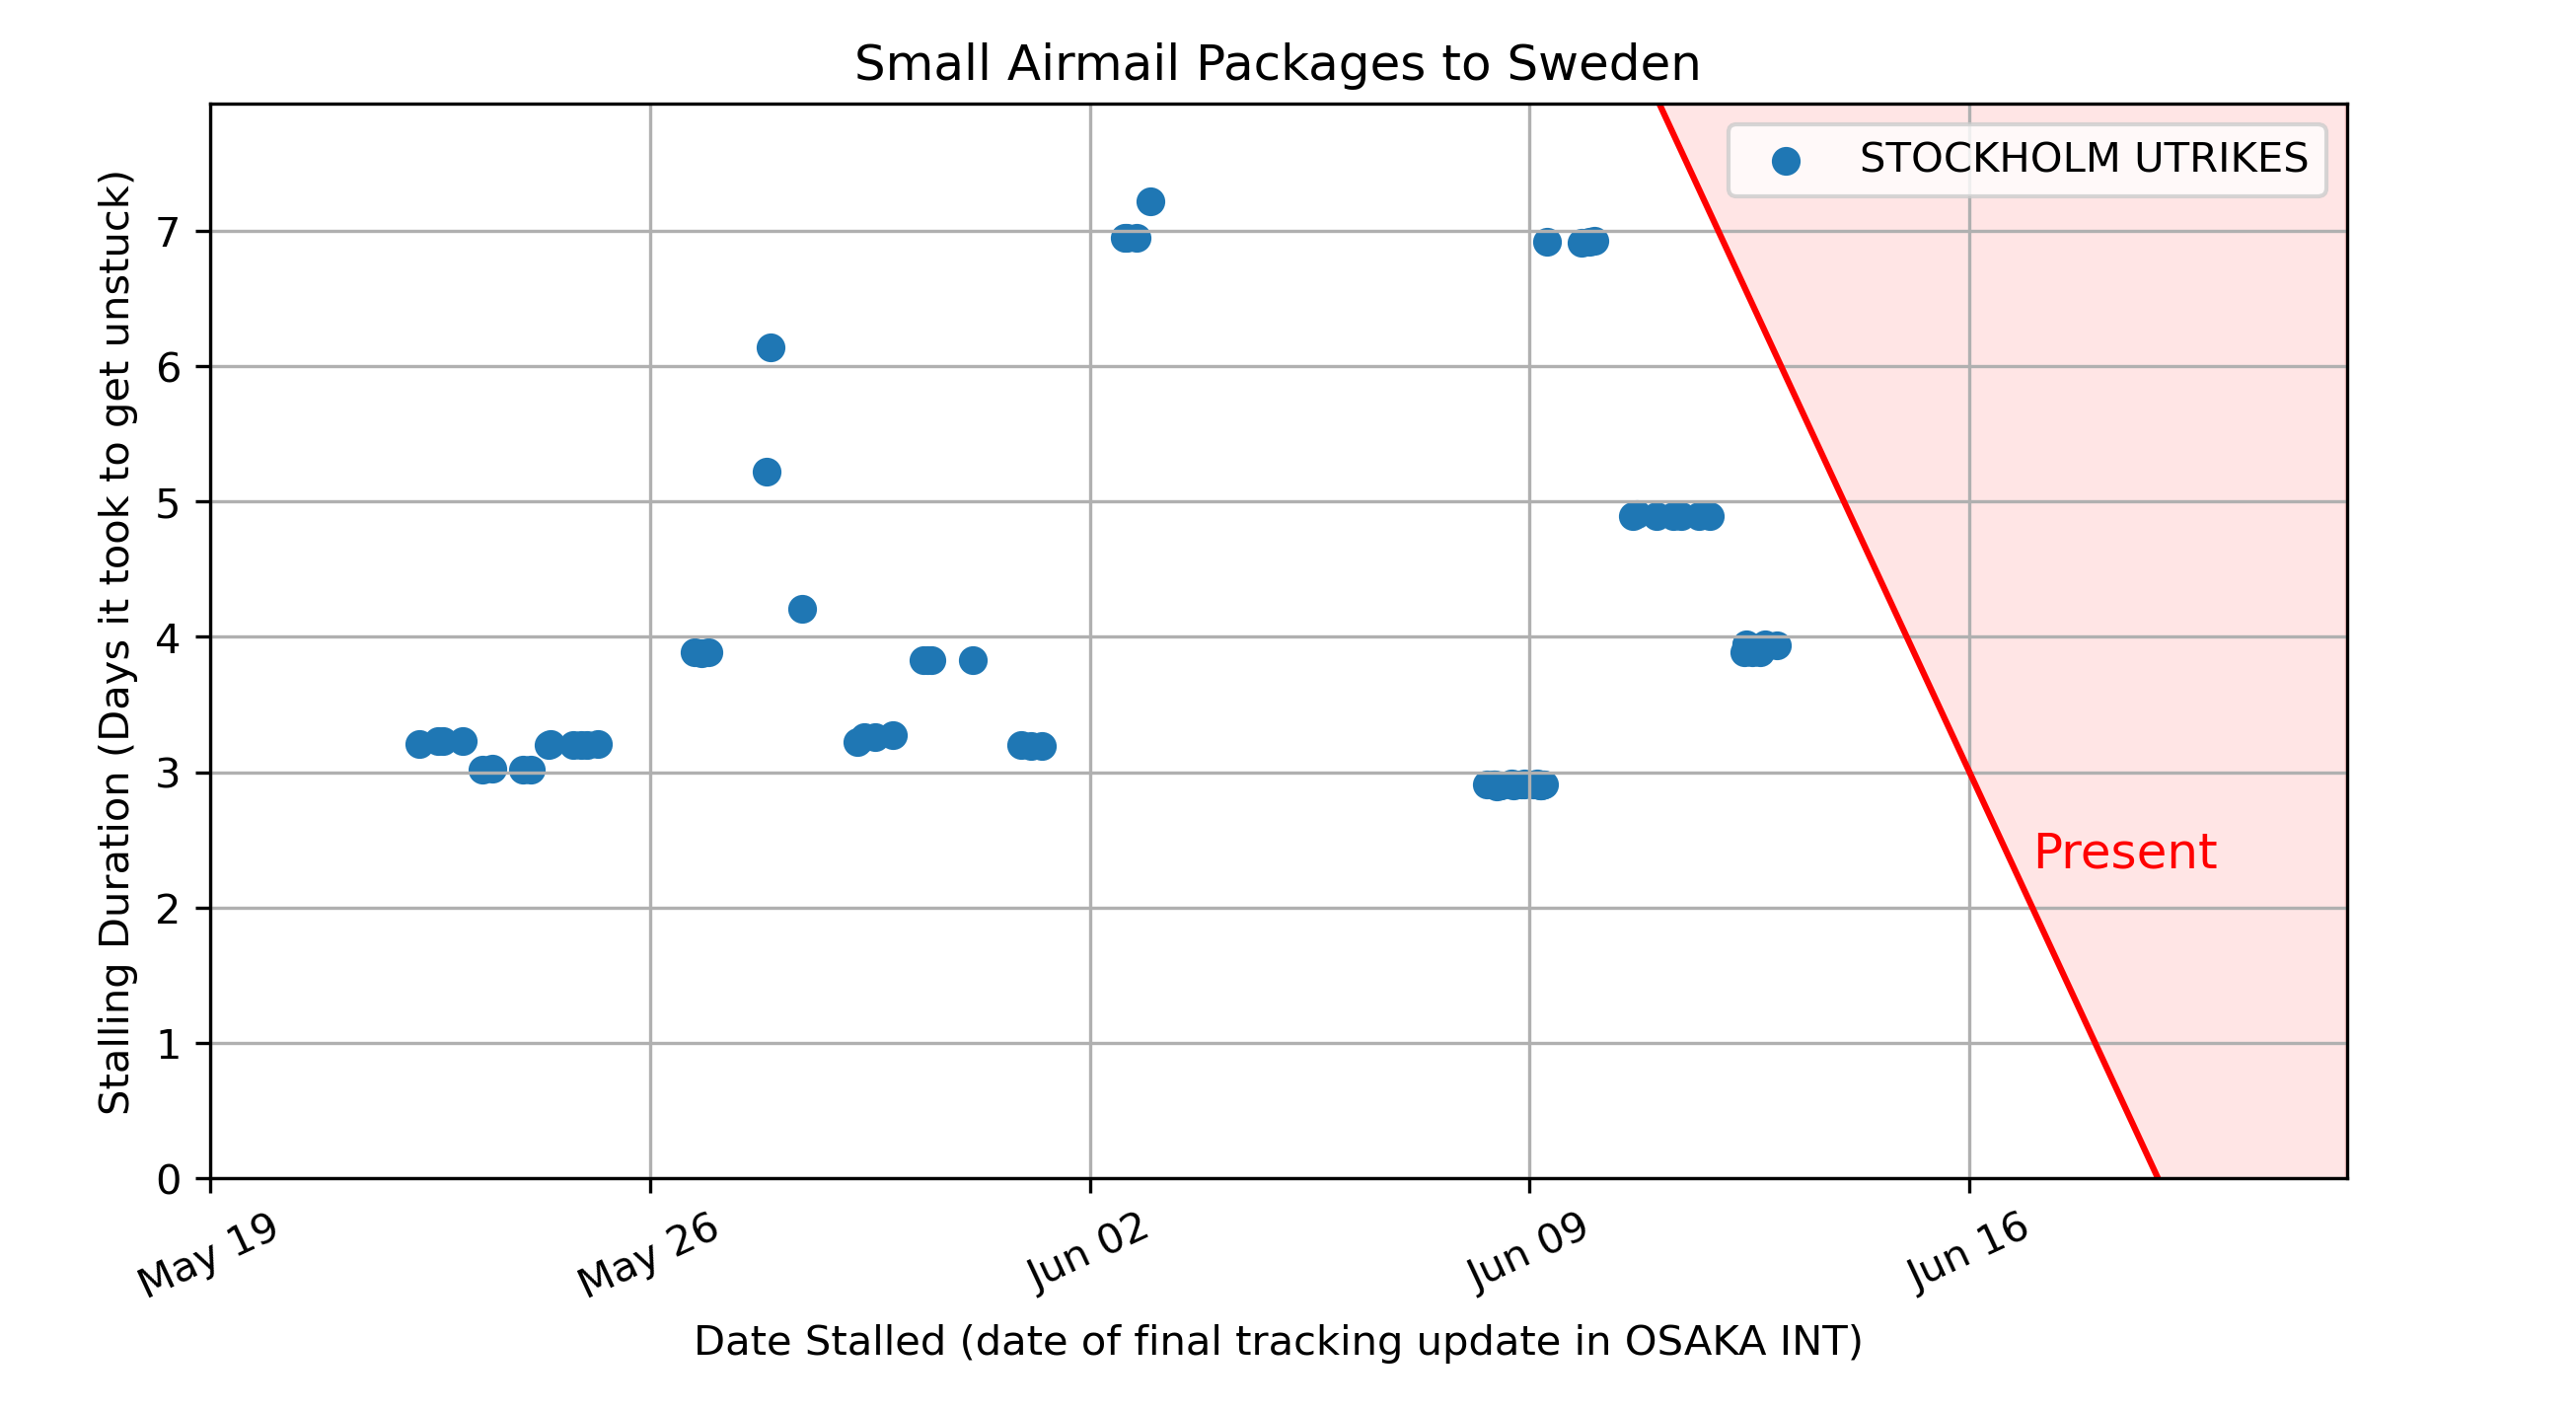 Small Airmail Packages to Sweden
STOCKHOLM UTRIKES
Stalling Duration (Days it took to get unstuck)
7
6
5
4
3
2
1
0
Present
May 19
May 26
Jun 02
Jun 09
Jun 16
Date Stalled (date of final tracking update in OSAKA INT)